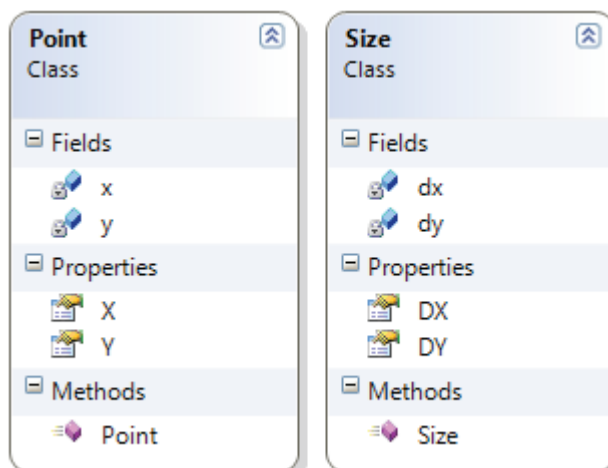 Point
Class
Fields
x
y
Properties
X
Y
Methods
Point
Size
Class
Fields
dx
dy
Properties
DX
DY
Methods
Size